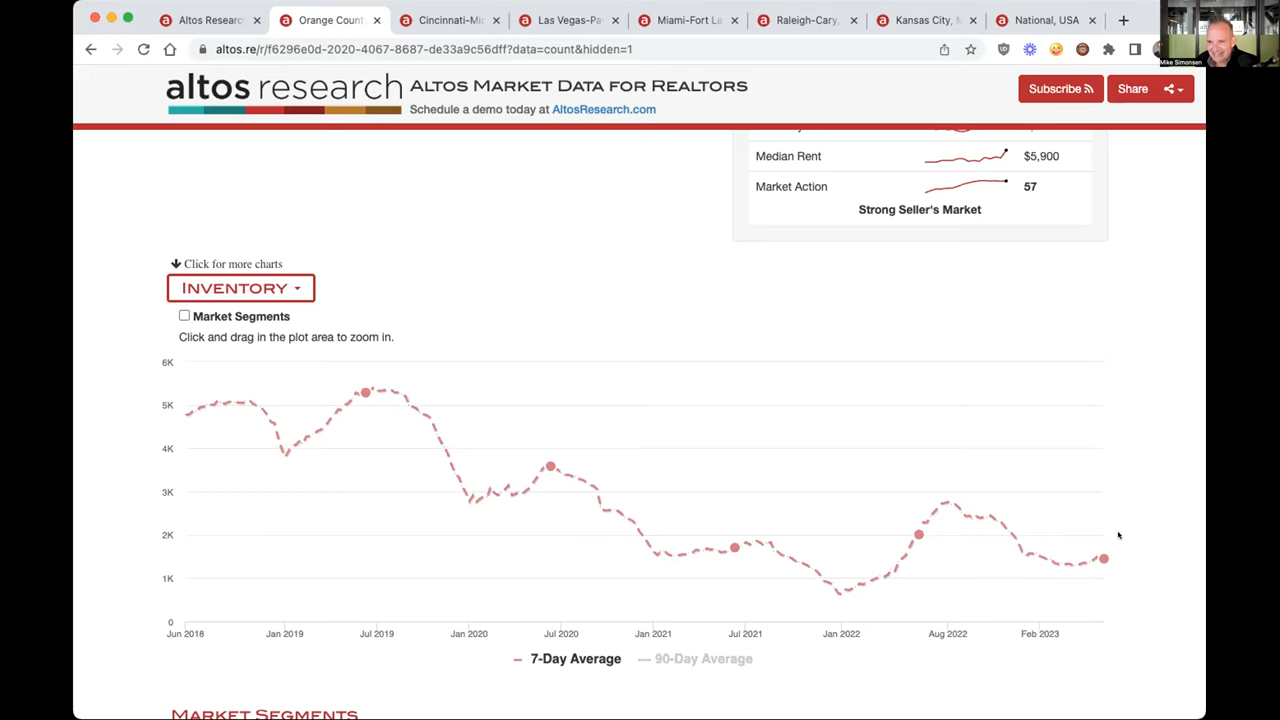 Altos Researc
Orange Count
Cincinnati-Mi
Las Vegas-Pa
Miami-Fort La
Raleigh-Cary,
Kansas City, M
National, USA
altos.re/r/f6296e0d-2020-4067-8687-de33a9c56dff?data=count&hidden=1
Mike Simonsen
altos research
ALTOS MARKET DATA FOR REALTORS
Schedule a demo today at AltosResearch.com
Subscribe
Share
Median Rent $5,900
Market Action 57
Strong Seller's Market
Click for more charts
INVENTORY
Market Segments
Click and drag in the plot area to zoom in.
6K
5K
4K
3K
2K
1K
0
Jun 2018 Jan 2019 Jul 2019 Jan 2020 Jul 2020 Jan 2021 Jul 2021 Jan 2022 Aug 2022 Feb 2023
7-Day Average 90-Day Average
MARKET SEGMENTS